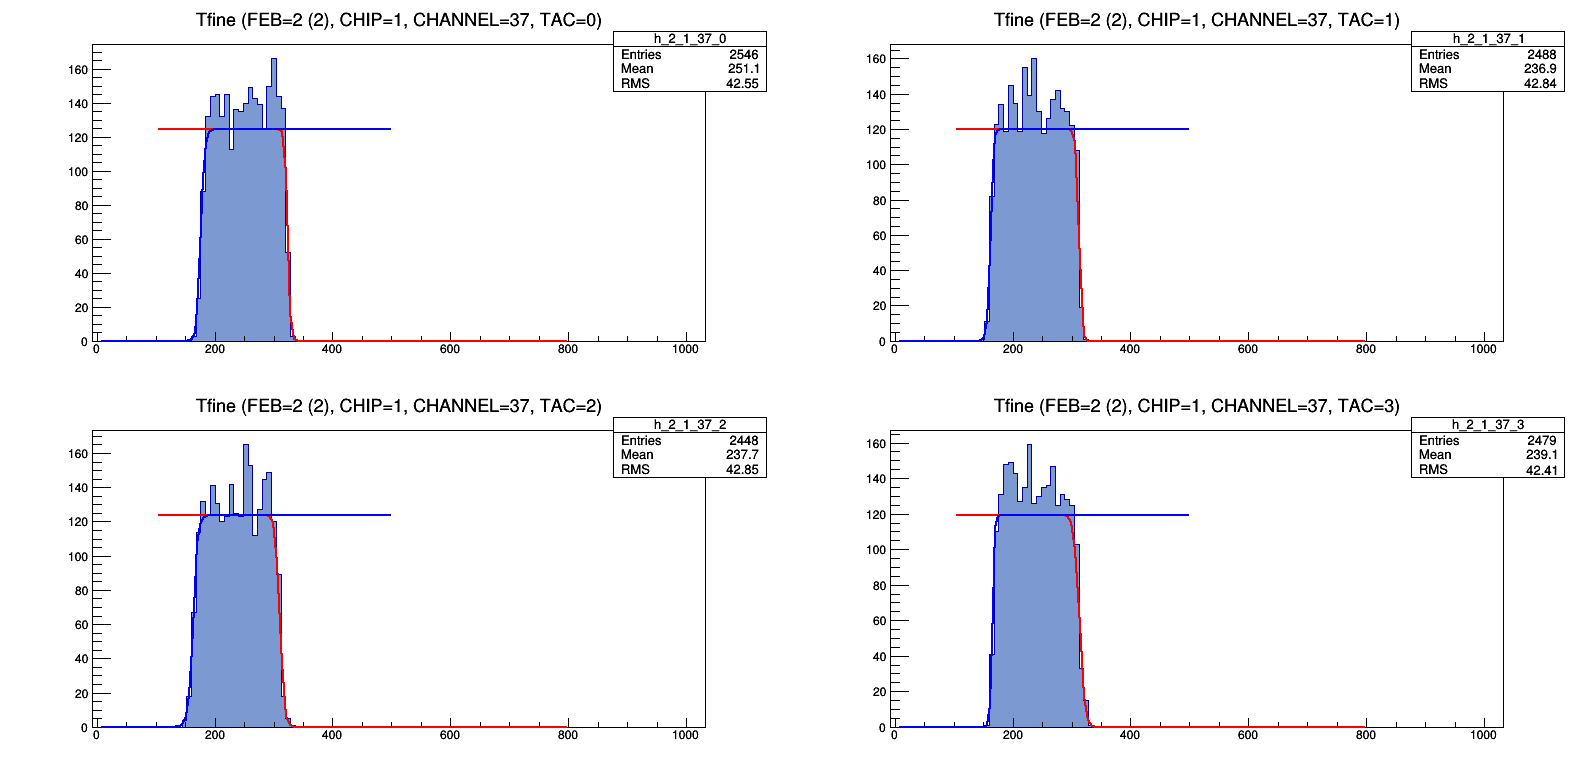 Tfine (FEB=2 (2), CHIP=1, CHANNEL=37, TAC=0)
h_2_1_37_0
Entries 2546
Mean 251.1
RMS 42.55
160
140
120
100
80
60
40
20
0
0 200 400 600 800 1000
Tfine (FEB=2 (2), CHIP=1, CHANNEL=37, TAC=1)
h_2_1_37_1
Entries 2488
Mean 236.9
RMS 42.84
160
140
120
100
80
60
40
20
0
0 200 400 600 800 1000
Tfine (FEB=2 (2), CHIP=1, CHANNEL=37, TAC=2)
h_2_1_37_2
Entries 2448
Mean 237.7
RMS 42.85
160
140
120
100
80
60
40
20
0
0 200 400 600 800 1000
Tfine (FEB=2 (2), CHIP=1, CHANNEL=37, TAC=3)
h_2_1_37_3
Entries 2479
Mean 239.1
RMS 42.41
160
140
120
100
80
60
40
20
0
0 200 400 600 800 1000